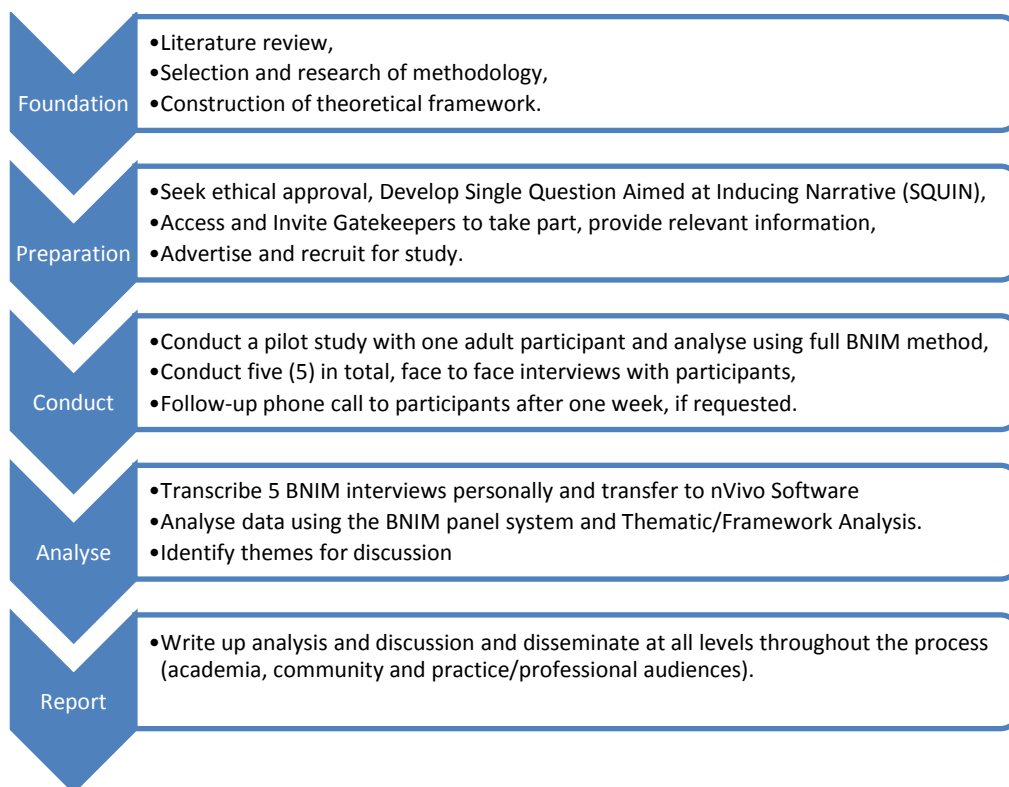 Foundation
•Literature review,
•Selection and research of methodology,
•Construction of theoretical framework.
Preparation
•Seek ethical approval, Develop Single Question Aimed at Inducing Narrative (SQUIN),
•Access and Invite Gatekeepers to take part, provide relevant information,
•Advertise and recruit for study.
Conduct
•Conduct a pilot study with one adult participant and analyse using full BNIM method,
•Conduct five (5) in total, face to face interviews with participants,
•Follow-up phone call to participants after one week, if requested.
Analyse
•Transcribe 5 BNIM interviews personally and transfer to nVivo Software
•Analyse data using the BNIM panel system and Thematic/Framework Analysis.
•Identify themes for discussion
Report
•Write up analysis and discussion and disseminate at all levels throughout the process
(academia, community and practice/professional audiences).